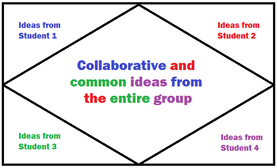 Ideas from
Student 1
Ideas from
Student 2
Collaborative and
common ideas from
the entire group
Ideas from
Student 3
Ideas from
Student 4